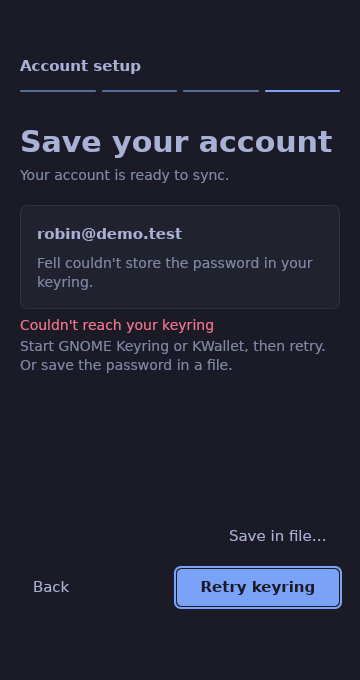 Account setup
Save your account
Your account is ready to sync.
robin@demo.test
Fell couldn't store the password in your
keyring.
Couldn't reach your keyring
Start GNOME Keyring or KWallet, then retry.
Or save the password in a file.
Save in file…
Back
Retry keyring